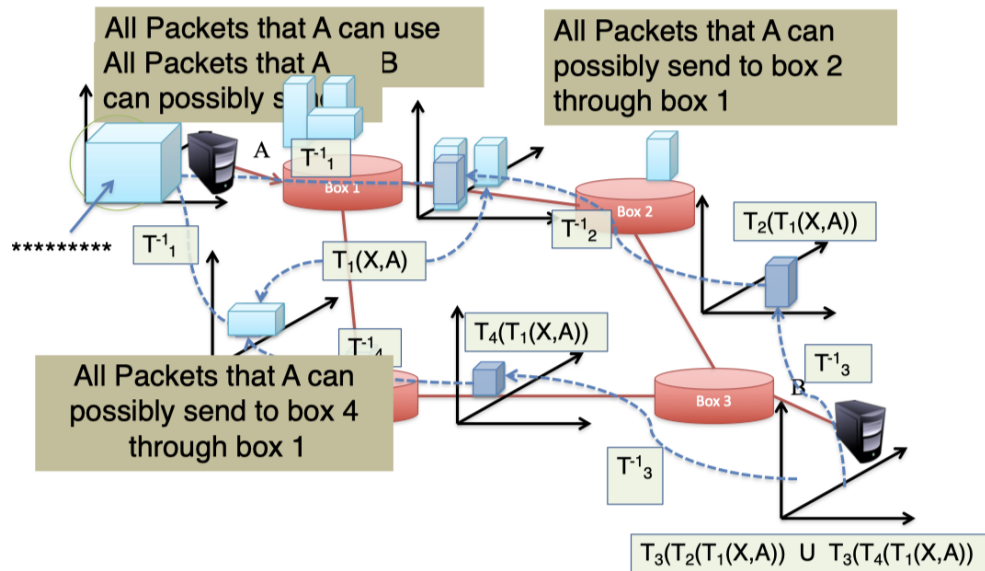 All Packets that A can use
All Packets that A B
can possibly
All Packets that A can
possibly send to box 2
through box 1
A
T⁻¹₁
Box 1
Box 2
*********
T⁻¹₁
T₁(X,A)
T⁻¹₂
T₂(T₁(X,A))
T⁻¹₄
T₄(T₁(X,A))
T⁻¹₃
All Packets that A can
possibly send to box 4
through box 1
Box 3
B
T⁻¹₃
T₃(T₂(T₁(X,A)) U T₃(T₄(T₁(X,A))